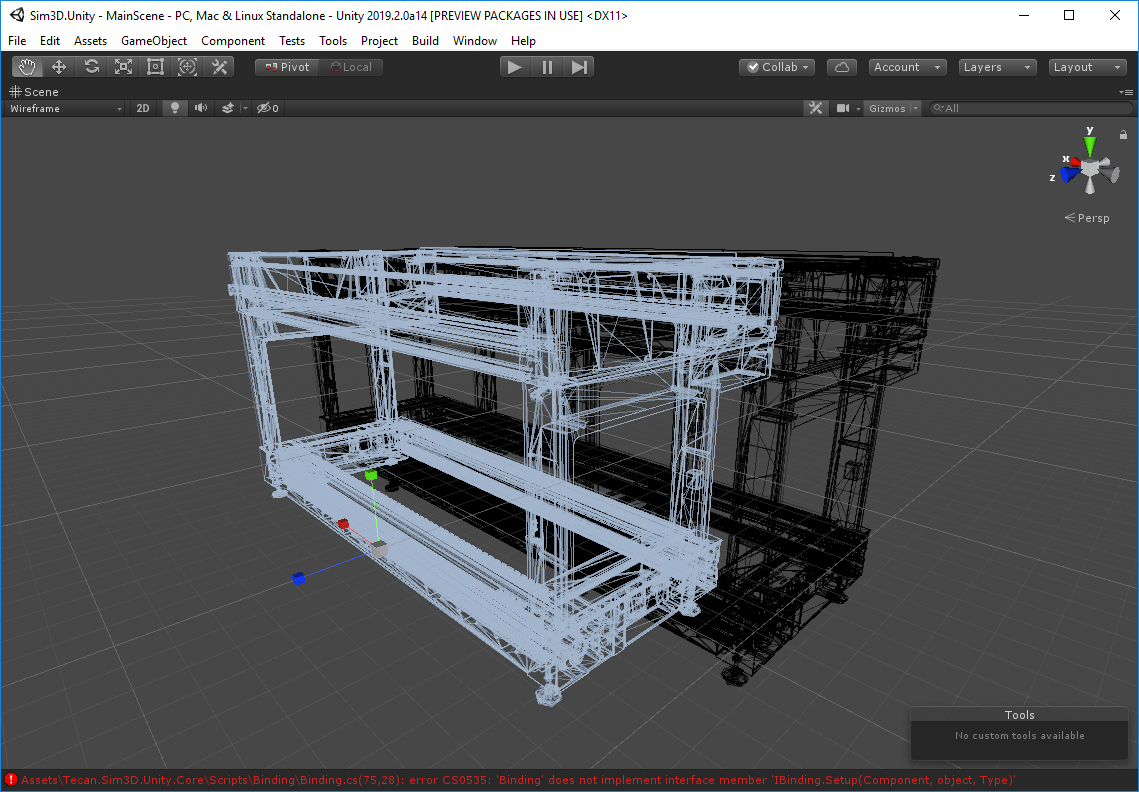 Sim3D.Unity - MainScene - PC, Mac & Linux Standalone - Unity 2019.2.0a14 [PREVIEW PACKAGES IN USE] <DX11>
File Edit Assets GameObject Component Tests Tools Project Build Window Help
Pivot Local Collab Account Layers Layout
Scene
Wireframe 2D 0 Gizmos All
y
x
z
Persp
Tools
No custom tools available
Assets\Tecan.Sim3D.Unity.Core\Scripts\Binding\Binding.cs(75,28): error CS0535: 'Binding' does not implement interface member 'IBinding.Setup(Component, object, Type)'